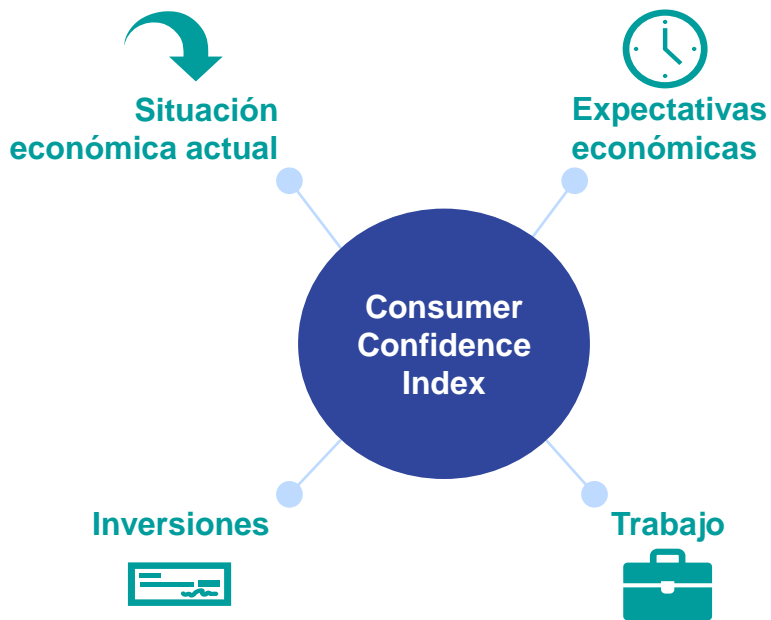 Situación
económica actual
Expectativas
económicas
Consumer
Confidence
Index
Inversiones
Trabajo